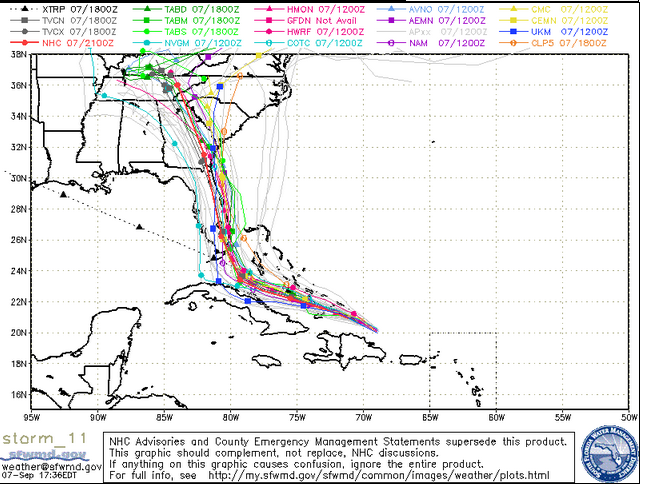 XTRP 07/1800Z TABD 07/1800Z HMON 07/1200Z AVNO 07/1200Z CMC 07/1200Z
TVCN 07/1800Z TABM 07/1800Z GFDN Not Avail AEMN 07/1200Z CEMN 07/1200Z
TVCX 07/1800Z TABS 07/1800Z HWRF 07/1200Z APxx 07/1200Z UKM 07/1200Z
NHC 07/2100Z NVGM 07/1200Z COTC 07/1200Z NAM 07/1200Z CLP5 07/1800Z
38N
36N
34N
32N
30N
28N
26N
24N
22N
20N
18N
16N
95W 90W 85W 80W 75W 70W 65W 60W 55W 50W
storm_11
sfwmd.gov
weather@sfwmd.gov
07-Sep 17:36EDT
NHC Advisories and County Emergency Management Statements supersede this product.
This graphic should complement, not replace, NHC discussions.
If anything on this graphic causes confusion, ignore the entire product.
For full info, see http://my.sfwmd.gov/sfwmd/common/images/weather/plots.html